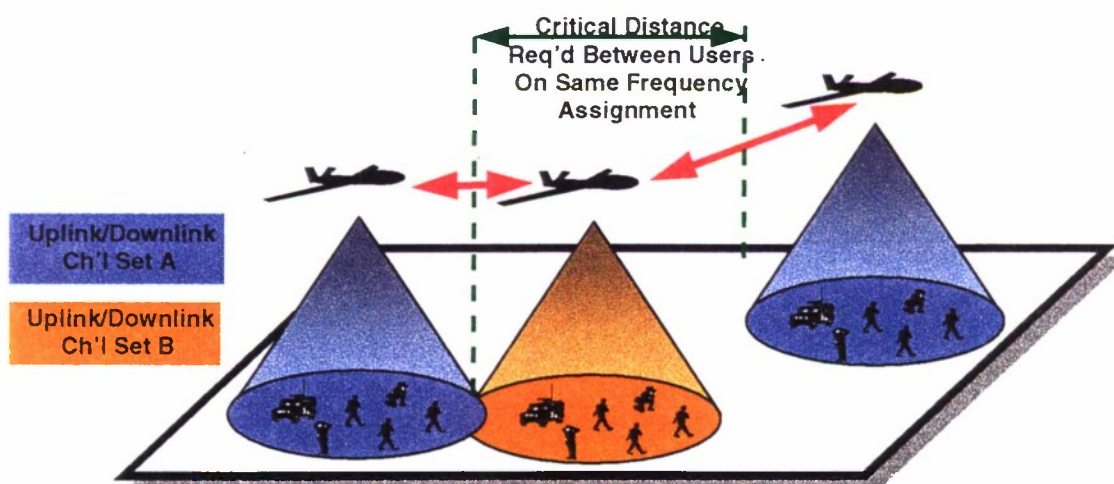 Critical Distance
Req'd Between Users
On Same Frequency
Assignment
Uplink/Downlink
Ch'l Set A
Uplink/Downlink
Ch'l Set B